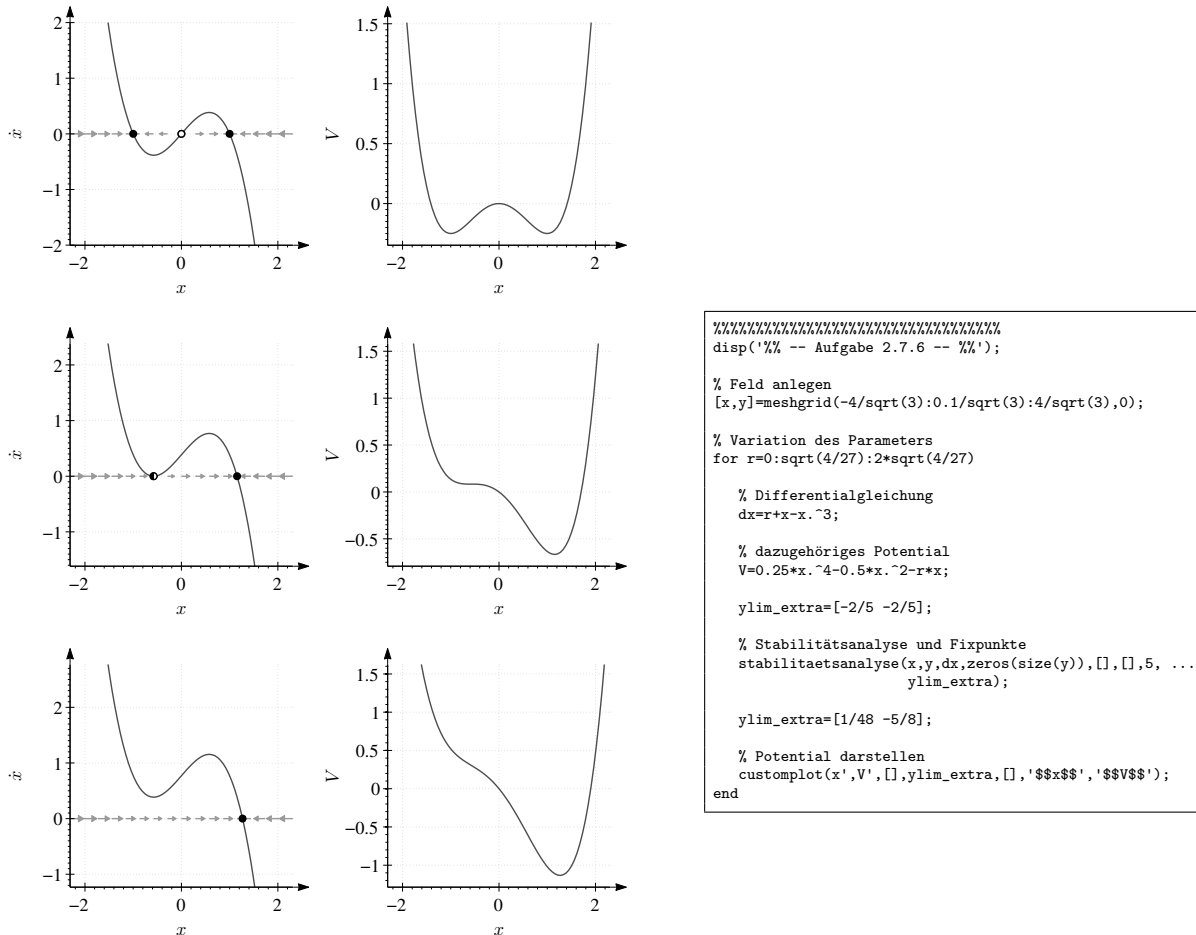 2
1
0
−1
−2
ẋ
−2 0 2
x
1.5
1
0.5
0
V
−2 0 2
x
2
1
0
−1
ẋ
−2 0 2
x
1.5
1
0.5
0
−0.5
V
−2 0 2
x
2
1
0
−1
ẋ
−2 0 2
x
1.5
1
0.5
0
−0.5
−1
V
−2 0 2
x
%%%%%%%%%%%%%%%%%%%%%%%%%%%%%%%%%%
disp('%% -- Aufgabe 2.7.6 -- %%');
% Feld anlegen
[x,y]=meshgrid(-4/sqrt(3):0.1/sqrt(3):4/sqrt(3),0);
% Variation des Parameters
for r=0:sqrt(4/27):2*sqrt(4/27)
% Differentialgleichung
dx=r+x-x.^3;
% dazugehöriges Potential
V=0.25*x.^4-0.5*x.^2-r*x;
ylim_extra=[-2/5 -2/5];
% Stabilitätsanalyse und Fixpunkte
stabilitaetsanalyse(x,y,dx,zeros(size(y)),[],[],5, ...
ylim_extra);
ylim_extra=[1/48 -5/8];
% Potential darstellen
customplot(x',V',[],ylim_extra,[],'$$x$$','$$V$$');
end